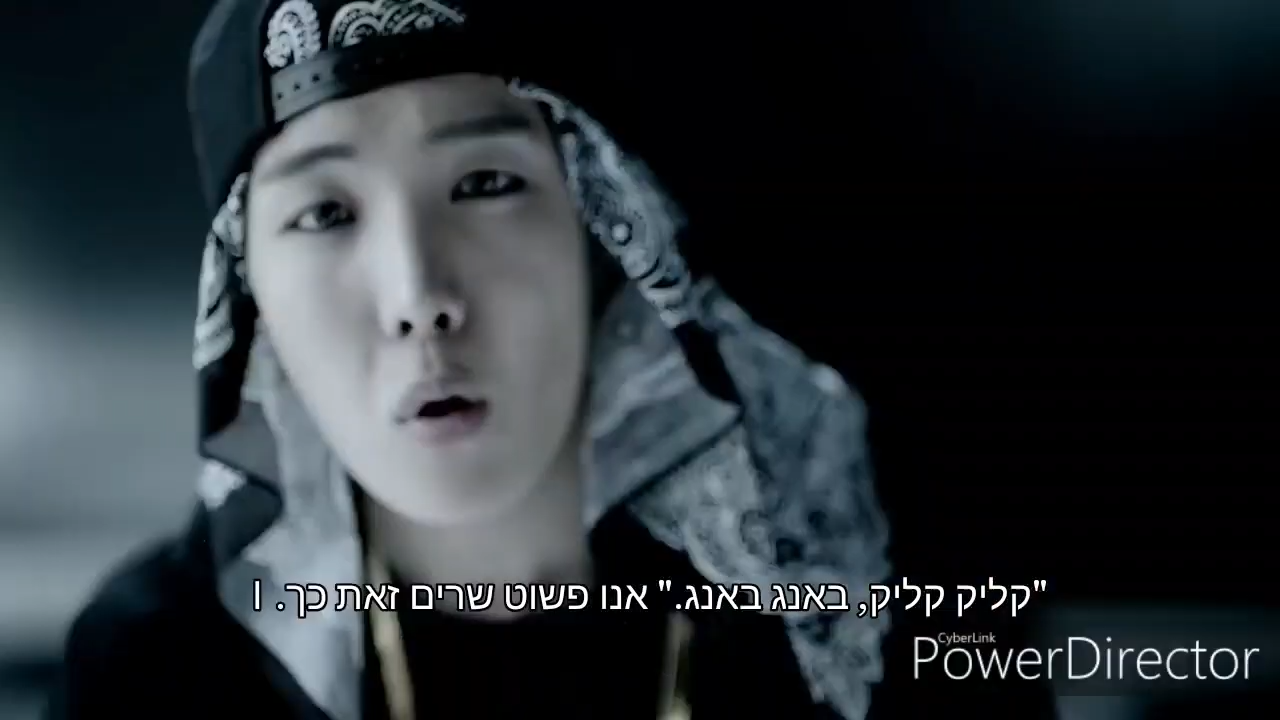 "קליק קליק, באנג באנג." אנו פשוט שרים זאת כך. I
CyberLink
PowerDirector